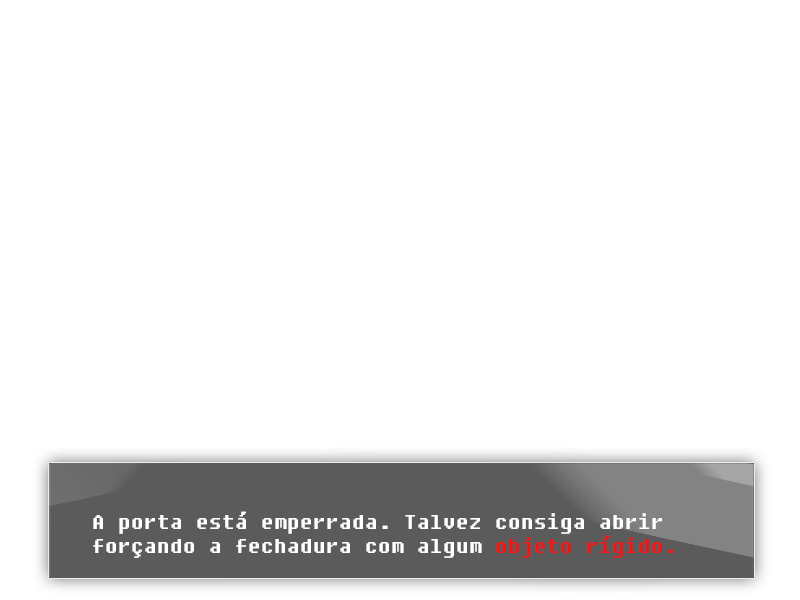 A porta está emperrada. Talvez consiga abrir
forçando a fechadura com algum objeto rígido.